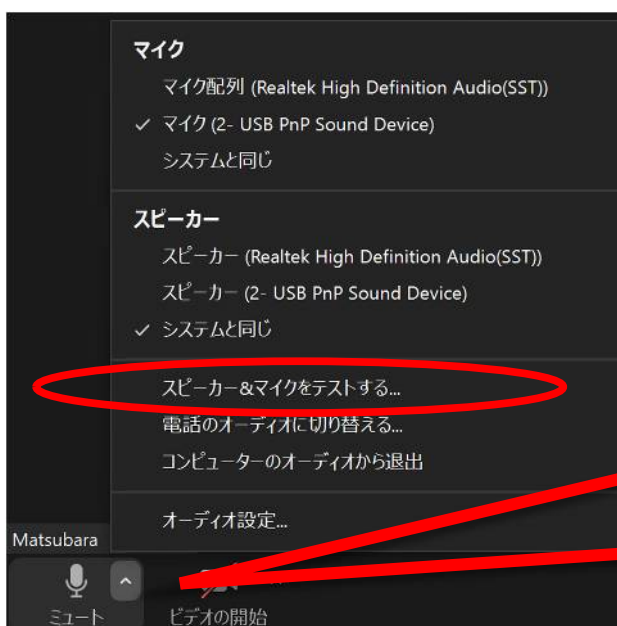 マイク
マイク配列 (Realtek High Definition Audio(SST))
✓ マイク (2- USB PnP Sound Device)
システムと同じ
スピーカー
スピーカー (Realtek High Definition Audio(SST))
スピーカー (2- USB PnP Sound Device)
✓ システムと同じ
スピーカー&マイクをテストする...
電話のオーディオに切り替える...
コンピューターのオーディオから退出
オーディオ設定...
Matsubara
ミュート
ビデオの開始